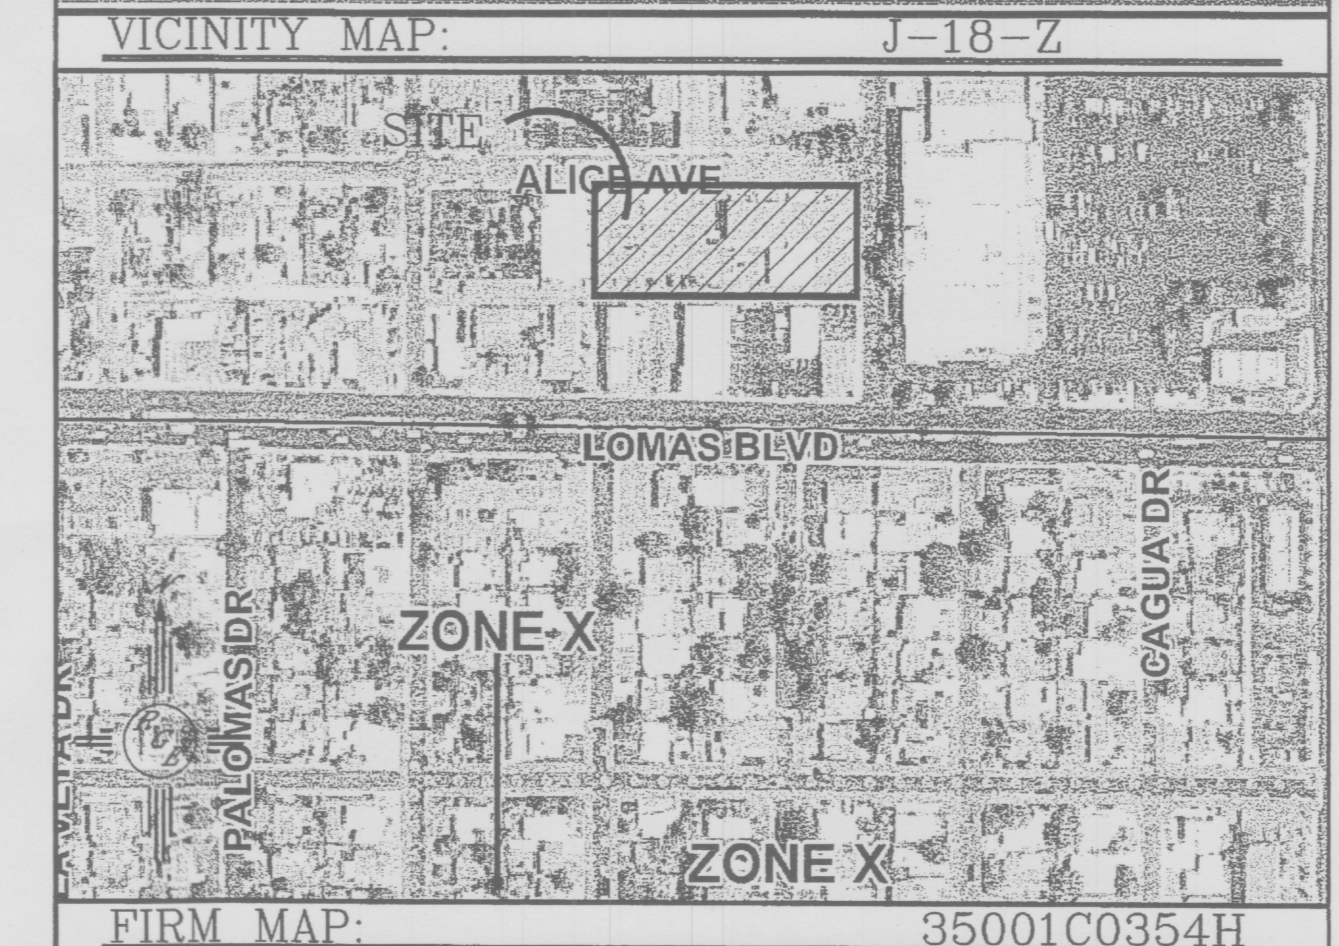 VICINITY MAP: J-18-Z
SITE
ALICE AVE
LOMAS BLVD
CAGUA DR
ZONE X
PALOMAS DR
ZONE X
FIRM MAP: 35001C0354H